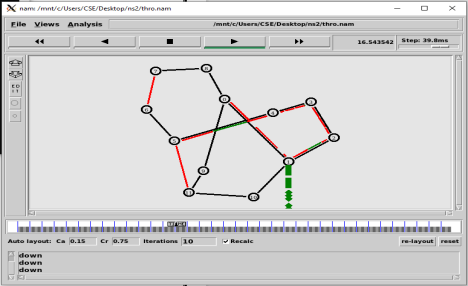 nam: /mnt/c/Users/CSE/Desktop/ns2/thro.nam
File Views Analysis /mnt/c/Users/CSE/Desktop/ns2/thro.nam
16.543542 Step: 39.8ms
Auto layout: Ca 0.15 Cr 0.75 Iterations 10 Recalc re-layout reset
down
down
down